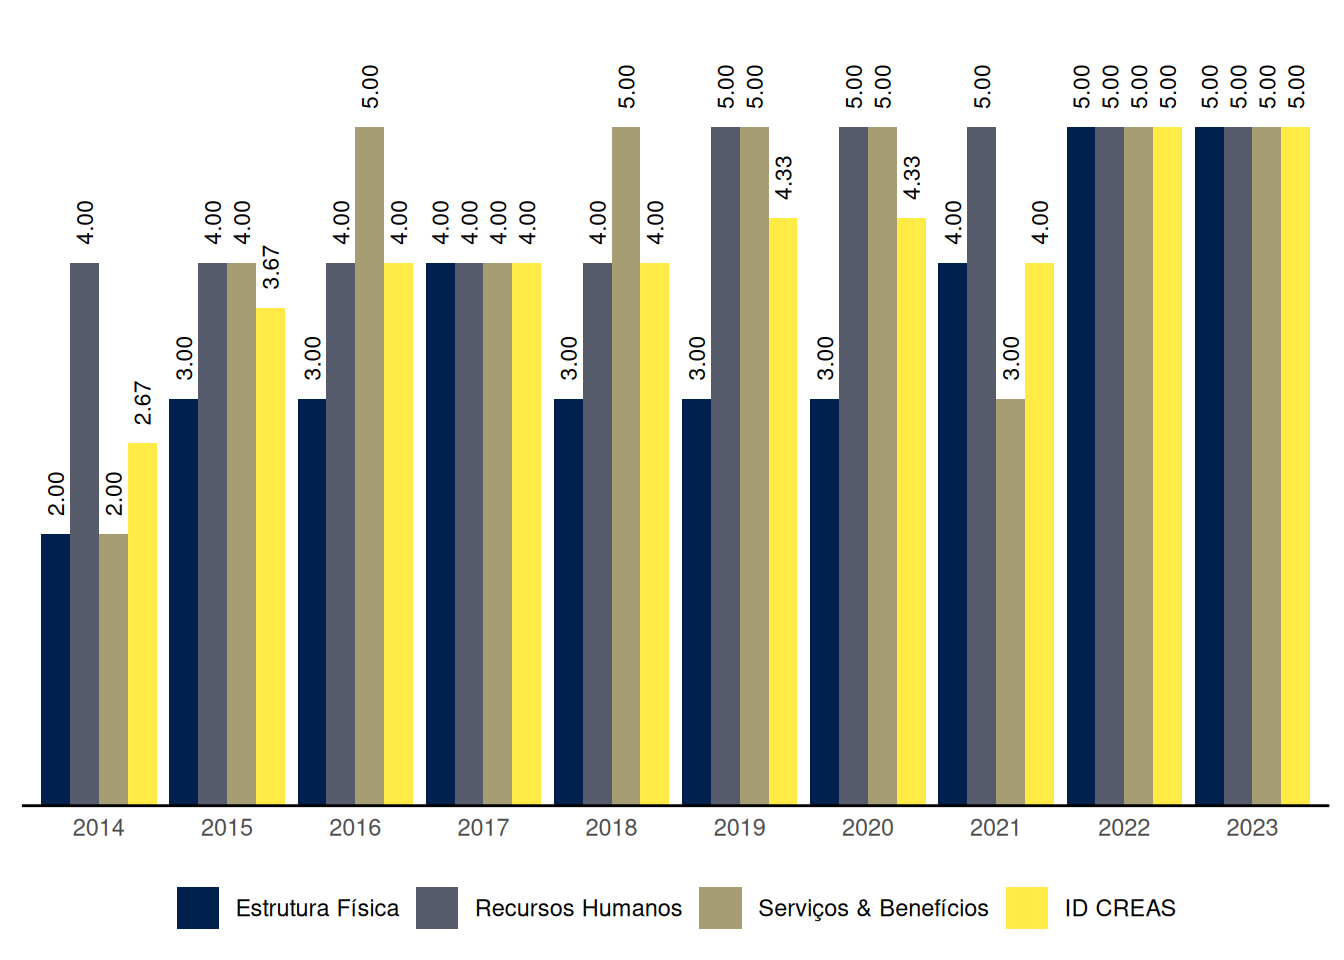 2.00 4.00 2.00 2.67
3.00 4.00 4.00 3.67
3.00 4.00 5.00 4.00
4.00 4.00 4.00 4.00
3.00 4.00 5.00 4.00
3.00 5.00 5.00 4.33
3.00 5.00 5.00 4.33
4.00 5.00 3.00 4.00
5.00 5.00 5.00 5.00
5.00 5.00 5.00 5.00
2014 2015 2016 2017 2018 2019 2020 2021 2022 2023
Estrutura Física Recursos Humanos Serviços & Benefícios ID CREAS